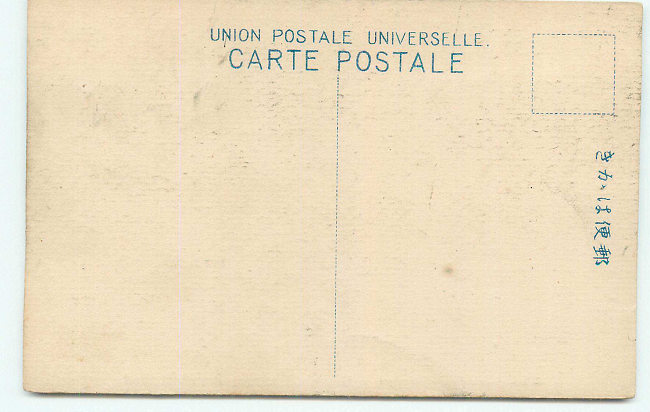 UNION POSTALE UNIVERSELLE.
CARTE POSTALE
郵便はかき